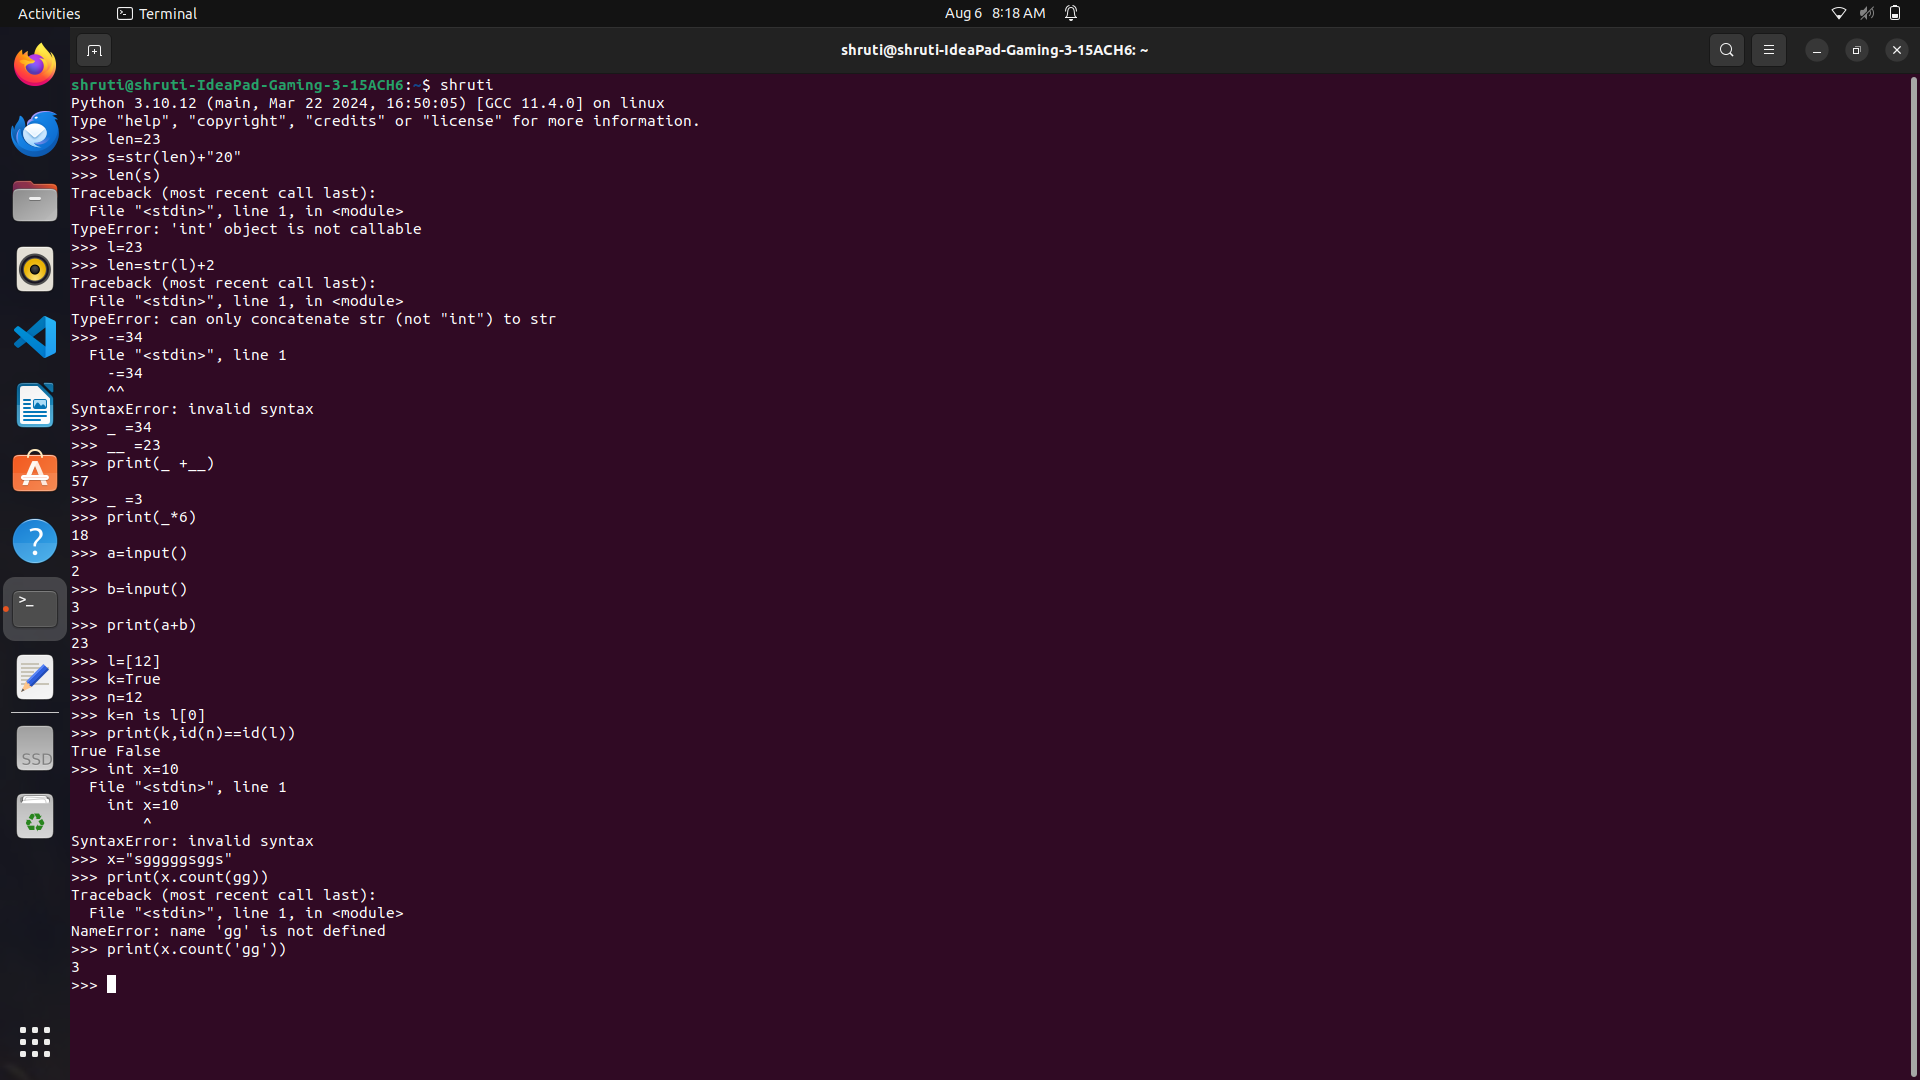 Activities
Terminal
Aug 6 8:18 AM
shruti@shruti-IdeaPad-Gaming-3-15ACH6: ~
shruti@shruti-IdeaPad-Gaming-3-15ACH6:~$ shruti
Python 3.10.12 (main, Mar 22 2024, 16:50:05) [GCC 11.4.0] on linux
Type "help", "copyright", "credits" or "license" for more information.
>>> len=23
>>> s=str(len)+"20"
>>> len(s)
Traceback (most recent call last):
  File "<stdin>", line 1, in <module>
TypeError: 'int' object is not callable
>>> l=23
>>> len=str(l)+2
Traceback (most recent call last):
  File "<stdin>", line 1, in <module>
TypeError: can only concatenate str (not "int") to str
>>> -=34
  File "<stdin>", line 1
    -=34
    ^^
SyntaxError: invalid syntax
>>> _ =34
>>> __ =23
>>> print(_ +__)
57
>>> _ =3
>>> print(_*6)
18
>>> a=input()
2
>>> b=input()
3
>>> print(a+b)
23
>>> l=[12]
>>> k=True
>>> n=12
>>> k=n is l[0]
>>> print(k,id(n)==id(l))
True False
>>> int x=10
  File "<stdin>", line 1
    int x=10
        ^
SyntaxError: invalid syntax
>>> x="sgggggsggs"
>>> print(x.count(gg))
Traceback (most recent call last):
  File "<stdin>", line 1, in <module>
NameError: name 'gg' is not defined
>>> print(x.count('gg'))
3
>>>
SSD